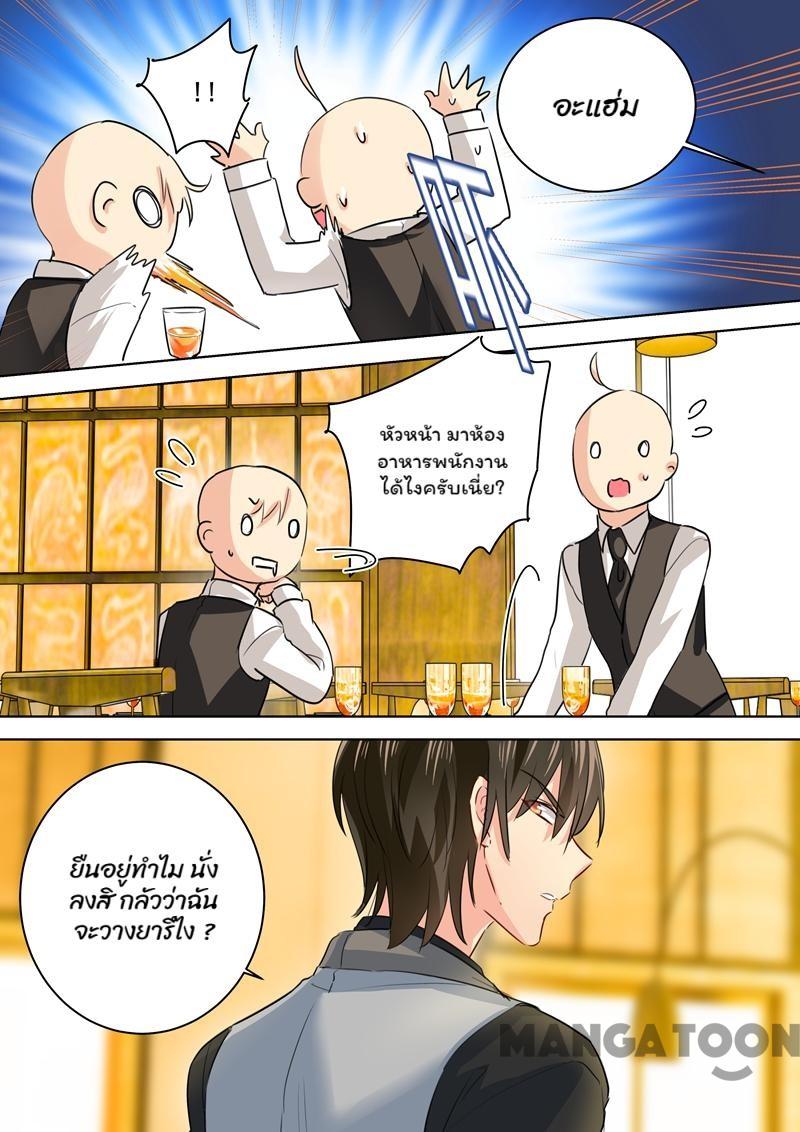 !!
อะแฮ่ม
หัวหน้า มาห้อง
อาหารพนักงาน
ได้ไงครับเนี่ย?
ยืนอยู่ทำไม นั่ง
ลงสิ กลัวว่าฉัน
จะวางยารึไง ?
MANGATOON